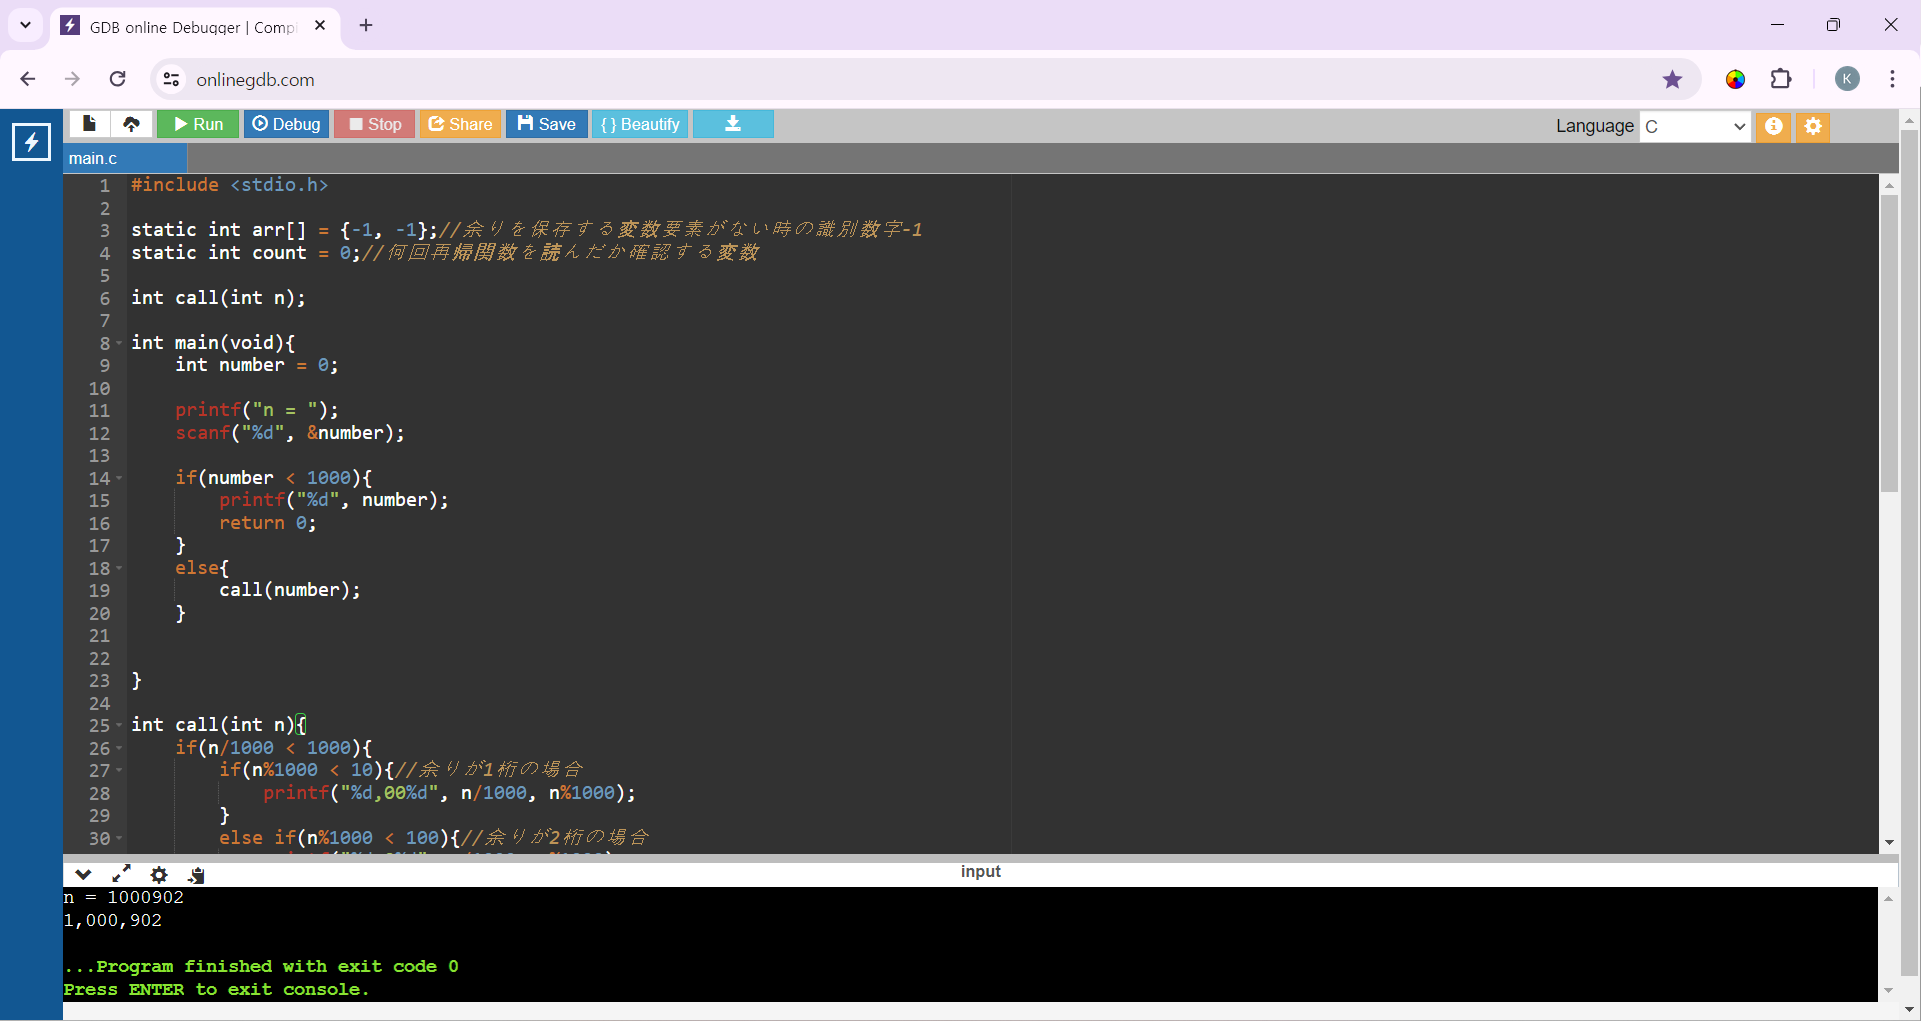 GDB online Debugger | Compi
onlinegdb.com
K
Run Debug Stop Share Save { } Beautify
Language C
main.c
1 #include <stdio.h>
2
3 static int arr[] = {-1, -1};//余りを保存する変数要素がない時の識別数字-1
4 static int count = 0;//何回再帰関数を読んだか確認する変数
5
6 int call(int n);
7
8 int main(void){
9 int number = 0;
10
11 printf("n = ");
12 scanf("%d", &number);
13
14 if(number < 1000){
15 printf("%d", number);
16 return 0;
17 }
18 else{
19 call(number);
20 }
21
22
23 }
24
25 int call(int n){
26 if(n/1000 < 1000){
27 if(n%1000 < 10){//余りが1桁の場合
28 printf("%d,00%d", n/1000, n%1000);
29 }
30 else if(n%1000 < 100){//余りが2桁の場合
input
n = 1000902
1,000,902
...Program finished with exit code 0
Press ENTER to exit console.